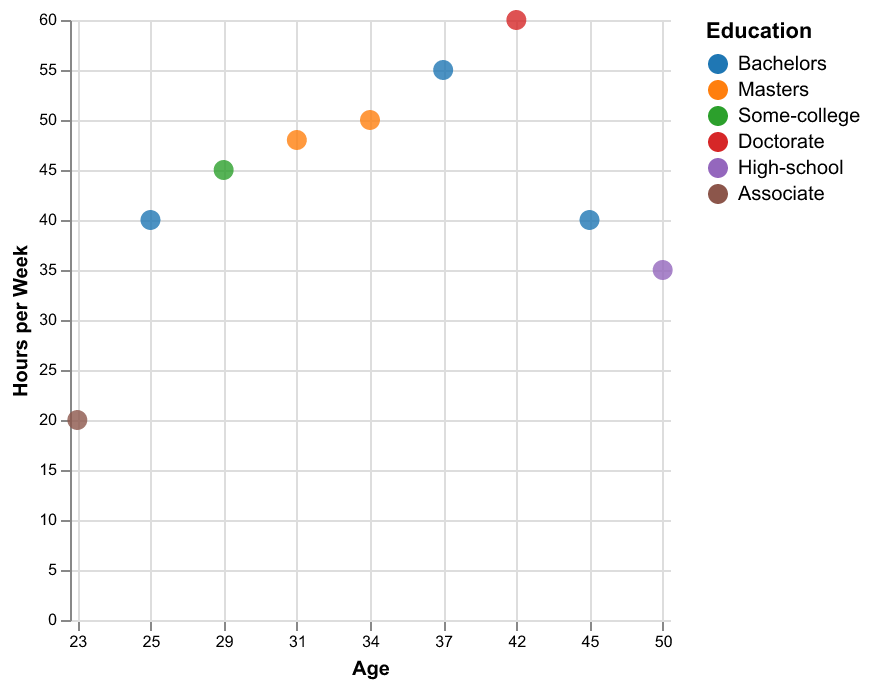 60
55
50
45
40
35
30
25
20
15
10
5
0
Hours per Week
23 25 29 31 34 37 42 45 50
Age
Education
Bachelors
Masters
Some-college
Doctorate
High-school
Associate